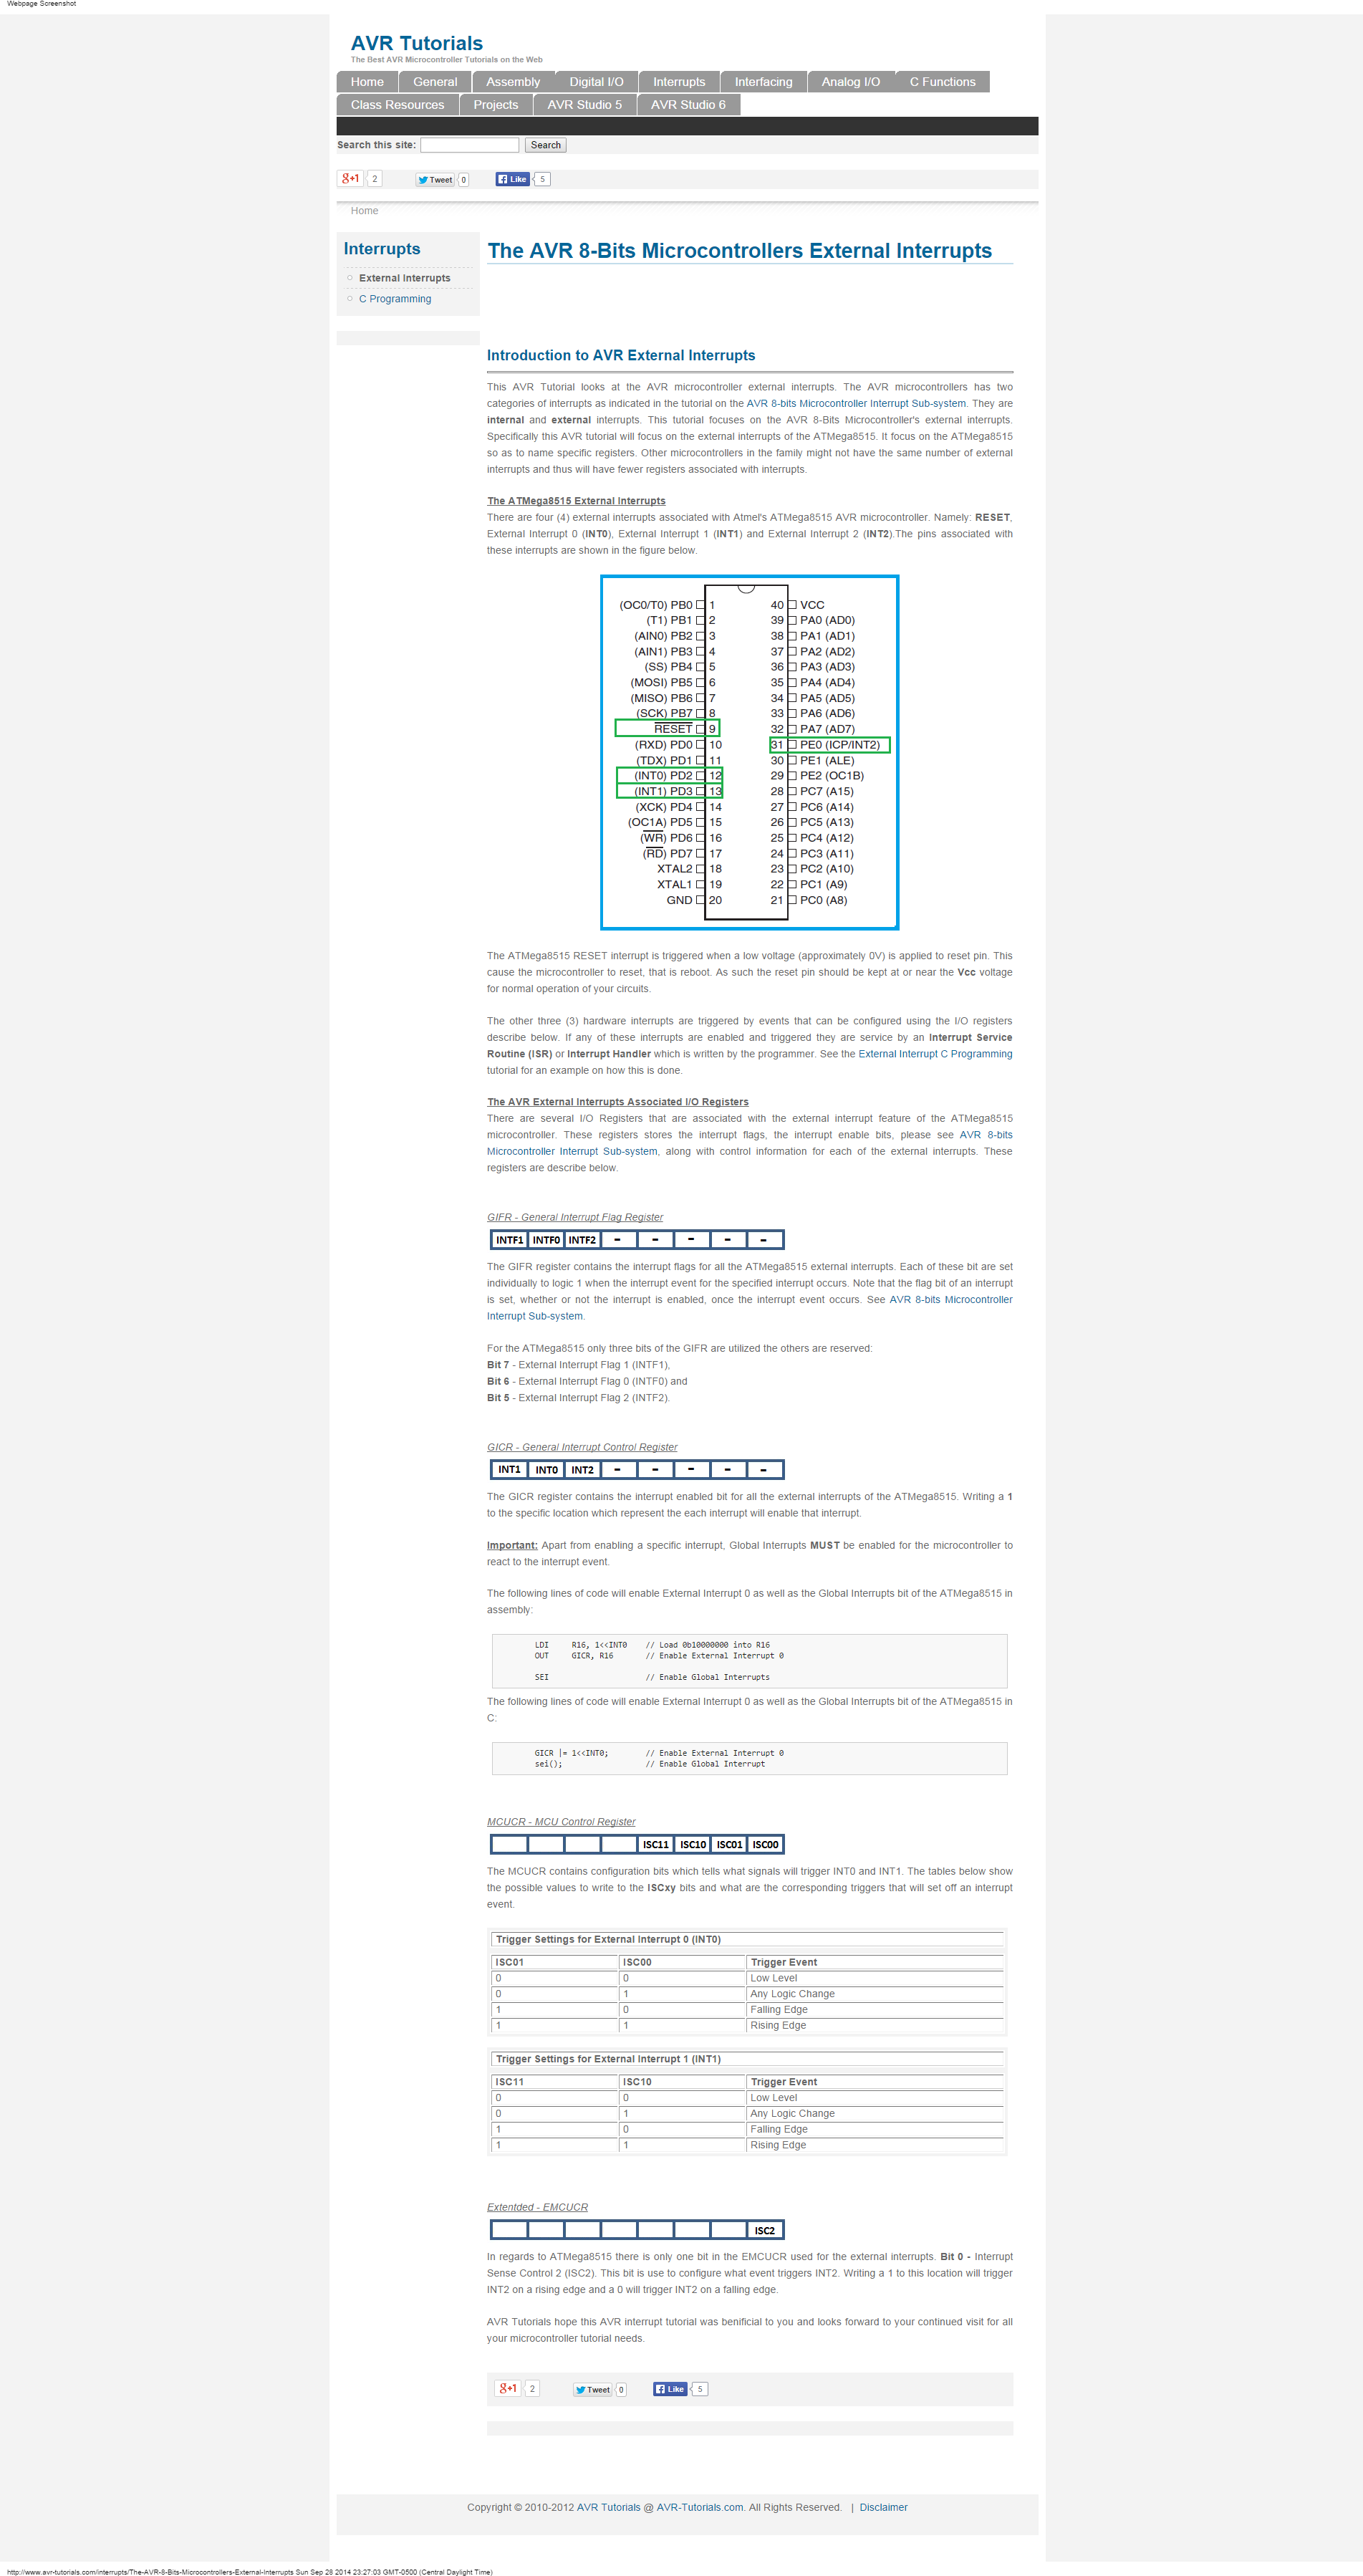 Webpage Screenshot
AVR Tutorials
The Best AVR Microcontroller Tutorials on the Web
Home General Assembly Digital I/O Interrupts Interfacing Analog I/O C Functions
Class Resources Projects AVR Studio 5 AVR Studio 6
Search this site: Search
g+1 2 Tweet 0 Like 5
Home
Interrupts
External Interrupts
C Programming
The AVR 8-Bits Microcontrollers External Interrupts
Introduction to AVR External Interrupts
This AVR Tutorial looks at the AVR microcontroller external interrupts. The AVR microcontrollers has two
categories of interrupts as indicated in the tutorial on the AVR 8-bits Microcontroller Interrupt Sub-system. They are
internal and external interrupts. This tutorial focuses on the AVR 8-Bits Microcontroller's external interrupts.
Specifically this AVR tutorial will focus on the external interrupts of the ATMega8515. It focus on the ATMega8515
so as to name specific registers. Other microcontrollers in the family might not have the same number of external
interrupts and thus will have fewer registers associated with interrupts.
The ATMega8515 External Interrupts
There are four (4) external interrupts associated with Atmel's ATMega8515 AVR microcontroller. Namely: RESET,
External Interrupt 0 (INT0), External Interrupt 1 (INT1) and External Interrupt 2 (INT2).The pins associated with
these interrupts are shown in the figure below.
(OC0/T0) PB0 1 40 VCC
(T1) PB1 2 39 PA0 (AD0)
(AIN0) PB2 3 38 PA1 (AD1)
(AIN1) PB3 4 37 PA2 (AD2)
(SS) PB4 5 36 PA3 (AD3)
(MOSI) PB5 6 35 PA4 (AD4)
(MISO) PB6 7 34 PA5 (AD5)
(SCK) PB7 8 33 PA6 (AD6)
RESET 9 32 PA7 (AD7)
(RXD) PD0 10 31 PE0 (ICP/INT2)
(TDX) PD1 11 30 PE1 (ALE)
(INT0) PD2 12 29 PE2 (OC1B)
(INT1) PD3 13 28 PC7 (A15)
(XCK) PD4 14 27 PC6 (A14)
(OC1A) PD5 15 26 PC5 (A13)
(WR) PD6 16 25 PC4 (A12)
(RD) PD7 17 24 PC3 (A11)
XTAL2 18 23 PC2 (A10)
XTAL1 19 22 PC1 (A9)
GND 20 21 PC0 (A8)
The ATMega8515 RESET interrupt is triggered when a low voltage (approximately 0V) is applied to reset pin. This
cause the microcontroller to reset, that is reboot. As such the reset pin should be kept at or near the Vcc voltage
for normal operation of your circuits.
The other three (3) hardware interrupts are triggered by events that can be configured using the I/O registers
describe below. If any of these interrupts are enabled and triggered they are service by an Interrupt Service
Routine (ISR) or Interrupt Handler which is written by the programmer. See the External Interrupt C Programming
tutorial for an example on how this is done.
The AVR External Interrupts Associated I/O Registers
There are several I/O Registers that are associated with the external interrupt feature of the ATMega8515
microcontroller. These registers stores the interrupt flags, the interrupt enable bits, please see AVR 8-bits
Microcontroller Interrupt Sub-system, along with control information for each of the external interrupts. These
registers are describe below.
GIFR - General Interrupt Flag Register
INTF1 INTF0 INTF2 - - - - -
The GIFR register contains the interrupt flags for all the ATMega8515 external interrupts. Each of these bit are set
individually to logic 1 when the interrupt event for the specified interrupt occurs. Note that the flag bit of an interrupt
is set, whether or not the interrupt is enabled, once the interrupt event occurs. See AVR 8-bits Microcontroller
Interrupt Sub-system.
For the ATMega8515 only three bits of the GIFR are utilized the others are reserved:
Bit 7 - External Interrupt Flag 1 (INTF1),
Bit 6 - External Interrupt Flag 0 (INTF0) and
Bit 5 - External Interrupt Flag 2 (INTF2).
GICR - General Interrupt Control Register
INT1 INT0 INT2 - - - - -
The GICR register contains the interrupt enabled bit for all the external interrupts of the ATMega8515. Writing a 1
to the specific location which represent the each interrupt will enable that interrupt.
Important: Apart from enabling a specific interrupt, Global Interrupts MUST be enabled for the microcontroller to
react to the interrupt event.
The following lines of code will enable External Interrupt 0 as well as the Global Interrupts bit of the ATMega8515 in
assembly:
LDI R16, 1<<INT0 // Load 0b10000000 into R16
OUT GICR, R16 // Enable External Interrupt 0
SEI // Enable Global Interrupts
The following lines of code will enable External Interrupt 0 as well as the Global Interrupts bit of the ATMega8515 in
C:
GICR |= 1<<INT0; // Enable External Interrupt 0
sei(); // Enable Global Interrupt
MCUCR - MCU Control Register
ISC11 ISC10 ISC01 ISC00
The MCUCR contains configuration bits which tells what signals will trigger INT0 and INT1. The tables below show
the possible values to write to the ISCxy bits and what are the corresponding triggers that will set off an interrupt
event.
Trigger Settings for External Interrupt 0 (INT0)
ISC01 ISC00 Trigger Event
0 0 Low Level
0 1 Any Logic Change
1 0 Falling Edge
1 1 Rising Edge
Trigger Settings for External Interrupt 1 (INT1)
ISC11 ISC10 Trigger Event
0 0 Low Level
0 1 Any Logic Change
1 0 Falling Edge
1 1 Rising Edge
Extentded - EMCUCR
ISC2
In regards to ATMega8515 there is only one bit in the EMCUCR used for the external interrupts. Bit 0 - Interrupt
Sense Control 2 (ISC2). This bit is use to configure what event triggers INT2. Writing a 1 to this location will trigger
INT2 on a rising edge and a 0 will trigger INT2 on a falling edge.
AVR Tutorials hope this AVR interrupt tutorial was benificial to you and looks forward to your continued visit for all
your microcontroller tutorial needs.
g+1 2 Tweet 0 Like 5
Copyright © 2010-2012 AVR Tutorials @ AVR-Tutorials.com. All Rights Reserved. | Disclaimer
http://www.avr-tutorials.com/interrupts/The-AVR-8-Bits-Microcontrollers-External-Interrupts Sun Sep 28 2014 23:27:03 GMT-0500 (Central Daylight Time)